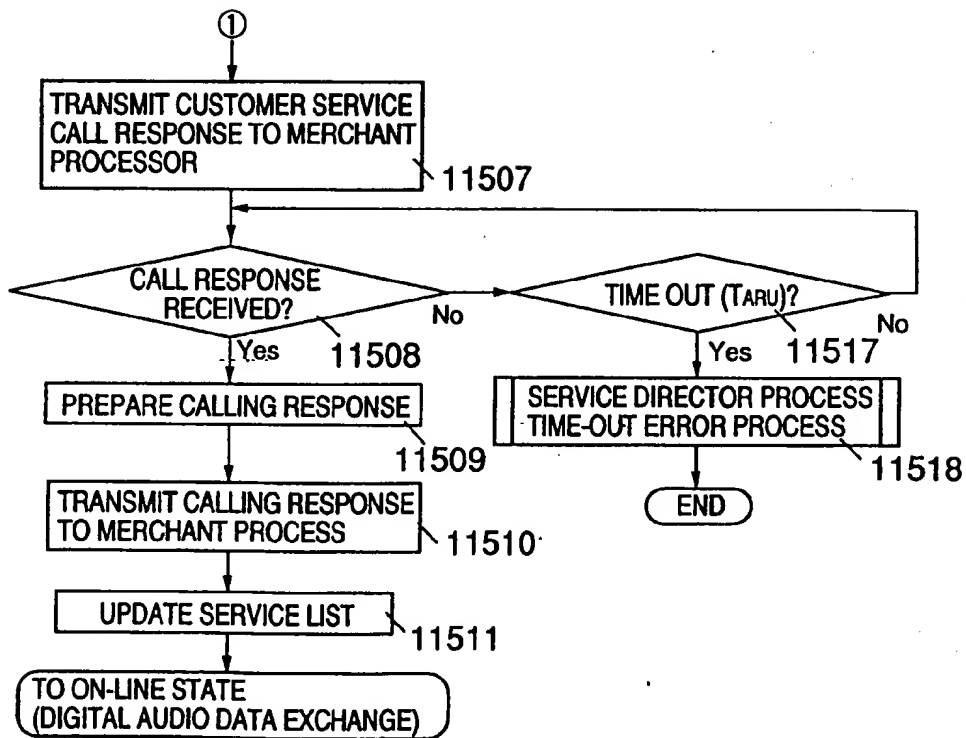 ①
TRANSMIT CUSTOMER SERVICE
CALL RESPONSE TO MERCHANT
PROCESSOR
11507
CALL RESPONSE
RECEIVED?
11508
No
Yes
TIME OUT (TARU)?
11517
No
Yes
PREPARE CALLING RESPONSE
11509
SERVICE DIRECTOR PROCESS
TIME-OUT ERROR PROCESS
11518
END
TRANSMIT CALLING RESPONSE
TO MERCHANT PROCESS
11510
UPDATE SERVICE LIST
11511
TO ON-LINE STATE
(DIGITAL AUDIO DATA EXCHANGE)